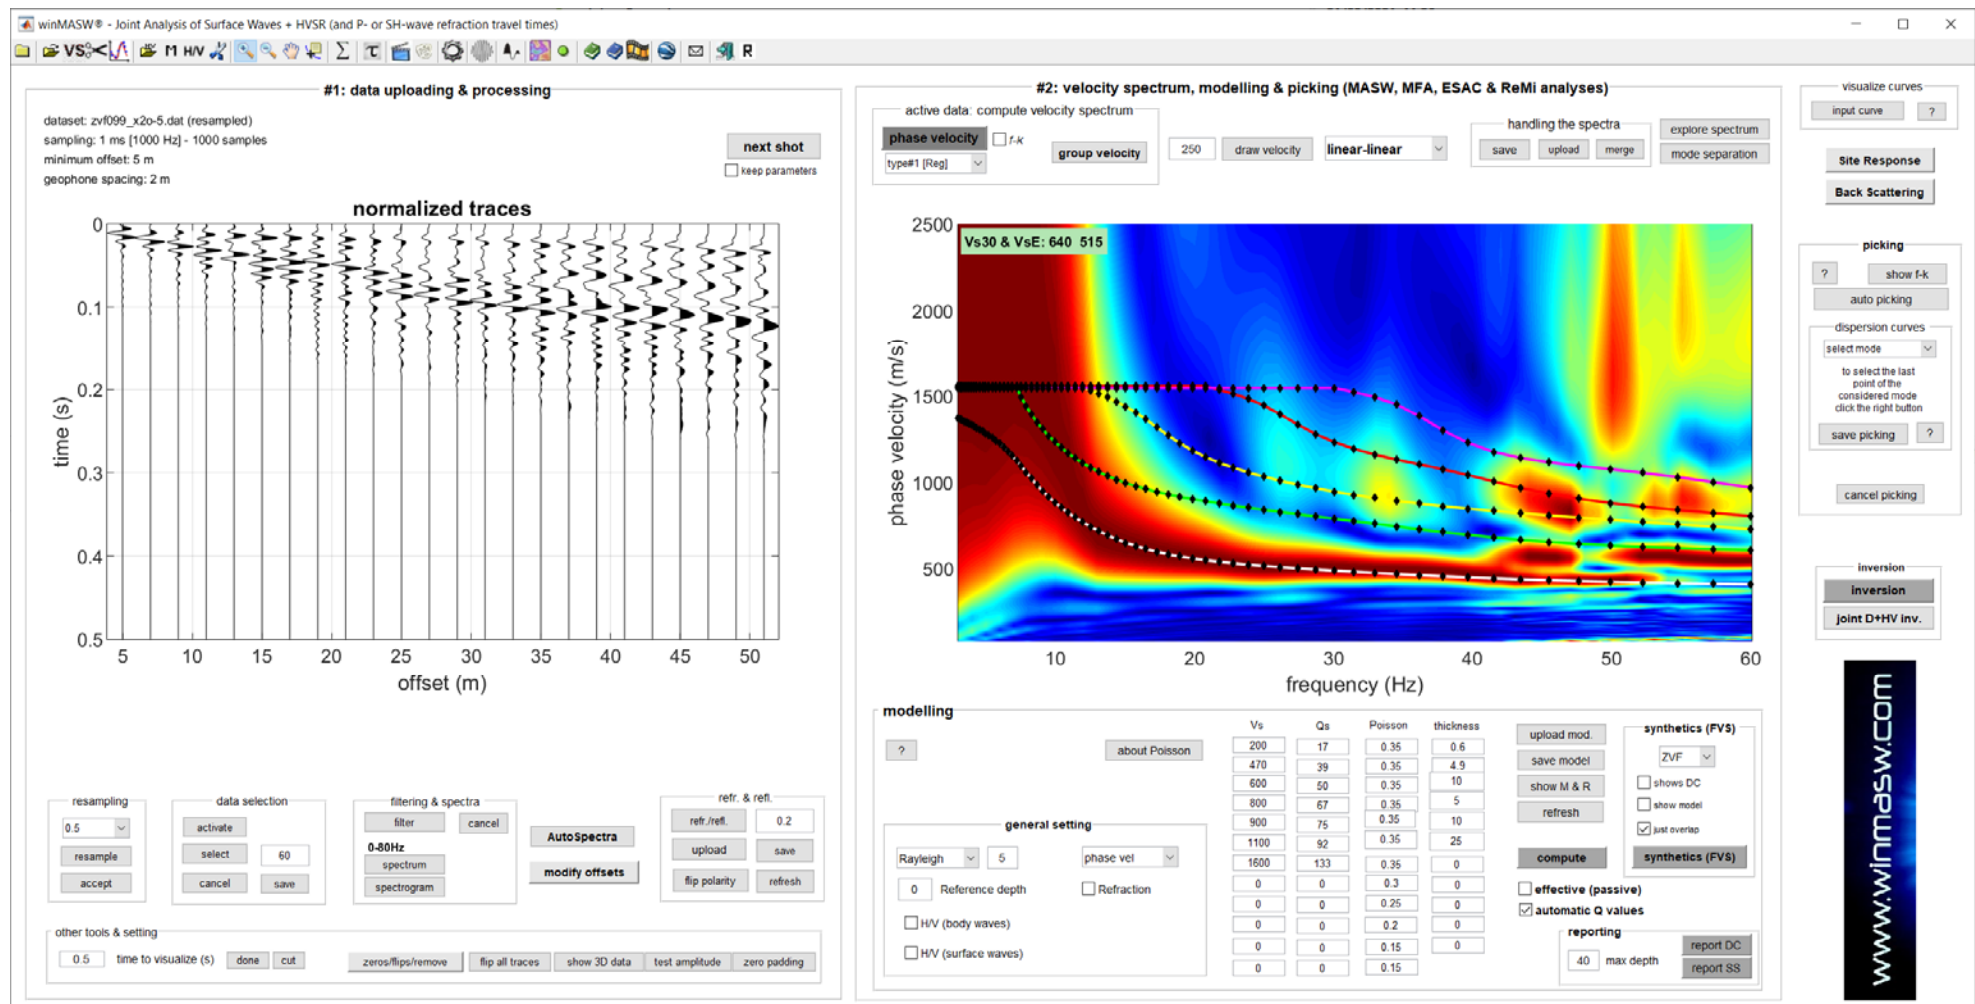 winMASW® - Joint Analysis of Surface Waves + HVSR (and P- or SH-wave refraction travel times)
VS M H/V Σ τ R
#1: data uploading & processing
dataset: zvf099_x2o-5.dat (resampled)
sampling: 1 ms [1000 Hz] - 1000 samples
minimum offset: 5 m
geophone spacing: 2 m
next shot
keep parameters
normalized traces
time (s)
0
0.1
0.2
0.3
0.4
0.5
5 10 15 20 25 30 35 40 45 50
offset (m)
resampling
0.5
resample
accept
data selection
activate
select 60
cancel save
filtering & spectra
filter cancel
0-80Hz
spectrum
spectrogram
AutoSpectra
modify offsets
refr. & refl.
refr./refl. 0.2
upload save
flip polarity refresh
other tools & setting
0.5 time to visualize (s) done cut zeros/flips/remove flip all traces show 3D data test amplitude zero padding
#2: velocity spectrum, modelling & picking (MASW, MFA, ESAC & ReMi analyses)
active data: compute velocity spectrum
phase velocity f-K
type#1 [Reg]
group velocity
250 draw velocity linear-linear
handling the spectra
save upload merge
explore spectrum
mode separation
Vs30 & VsE: 640 515
phase velocity (m/s)
2500
2000
1500
1000
500
10 20 30 40 50 60
frequency (Hz)
modelling
? about Poisson
general setting
Rayleigh 5 phase vel
0 Reference depth Refraction
H/V (body waves)
H/V (surface waves)
Vs Qs Poisson thickness
200 17 0.35 0.6
470 39 0.35 4.9
600 50 0.35 10
800 67 0.35 5
900 75 0.35 10
1100 92 0.35 25
1600 133 0.35 0
0 0 0.3 0
0 0 0.25 0
0 0 0.2 0
0 0 0.15 0
0 0 0.15
upload mod.
save model
show M & R
refresh
compute
synthetics (FVS)
ZVF
shows DC
show model
just overlap
synthetics (FVS)
effective (passive)
automatic Q values
reporting
40 max depth
report DC
report SS
visualize curves
input curve ?
Site Response
Back Scattering
picking
? show f-k
auto picking
dispersion curves
select mode
to select the last
point of the
considered mode
click the right button
save picking ?
cancel picking
inversion
inversion
joint D+HV inv.
www.winmasw.com